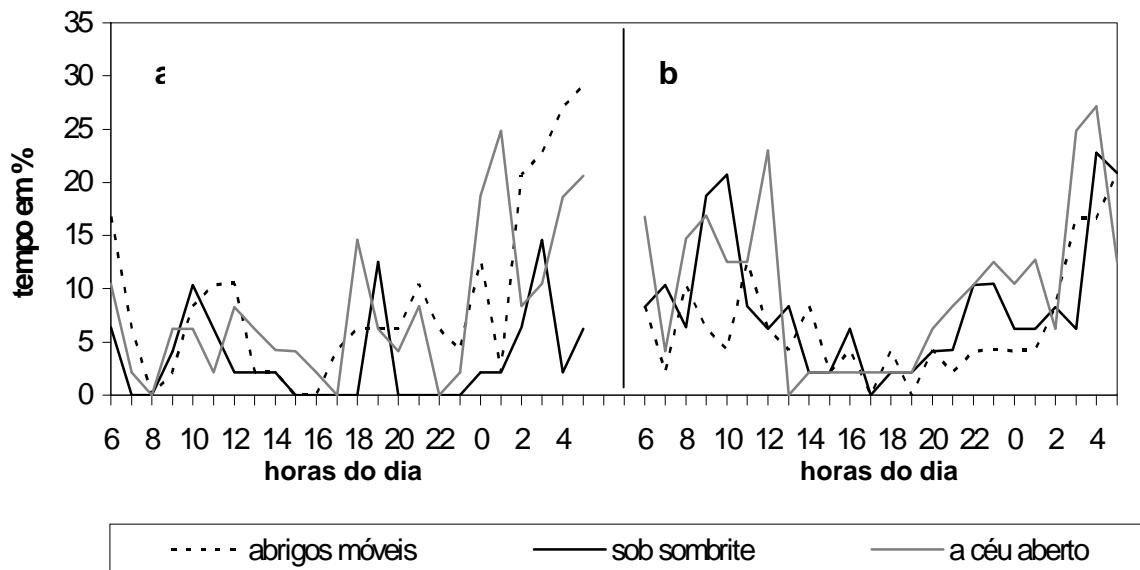 35
30
25
20
15
10
5
0
tempo em %
a
b
6 8 10 12 14 16 18 20 22 0 2 4
6 8 10 12 14 16 18 20 22 0 2 4
horas do dia
horas do dia
abrigos móveis sob sombrite a céu aberto